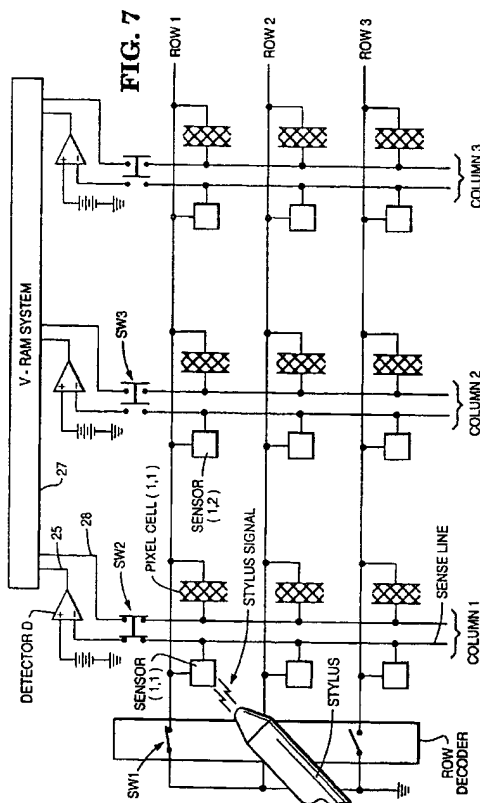 FIG. 7
V - RAM SYSTEM
27
25
28
DETECTOR D
SW2
SW3
ROW 1
ROW 2
ROW 3
PIXEL CELL (1,1)
SENSOR
(1,2)
SENSOR
(1,1)
STYLUS SIGNAL
SW1
STYLUS
SENSE LINE
ROW
DECODER
COLUMN 1
COLUMN 2
COLUMN 3